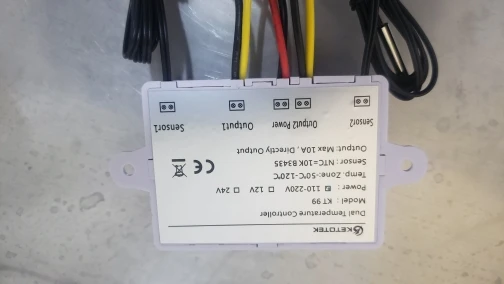 KETOTEK
Dual Temperature Controller
Model : KT 99
Power : ☑ 110-220V ☐ 12V ☐ 24V
Temp. Zone:-50°C-120°C
Sensor : NTC=10K B3435
Output: Max 10A , Directly Output
CE
Sensor2 Output2 Power Output1 Sensor1